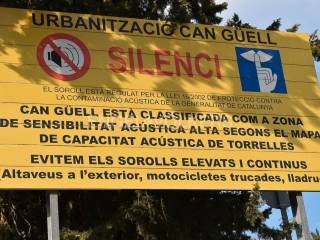 URBANITZACIÓ CAN GÜELL
SILENCI
EL SOROLL ESTÀ REGULAT PER LA LLEI 16/2002 DE PROTECCIÓ CONTRA
LA CONTAMINACIÓ ACÚSTICA DE LA GENERALITAT DE CATALUNYA
CAN GÜELL ESTÀ CLASSIFICADA COM A ZONA
DE SENSIBILITAT ACÚSTICA ALTA SEGONS EL MAPA
DE CAPACITAT ACÚSTICA DE TORRELLES
EVITEM ELS SOROLLS ELEVATS I CONTINUS
Altaveus a l'exterior, motocicletes trucades, lladru